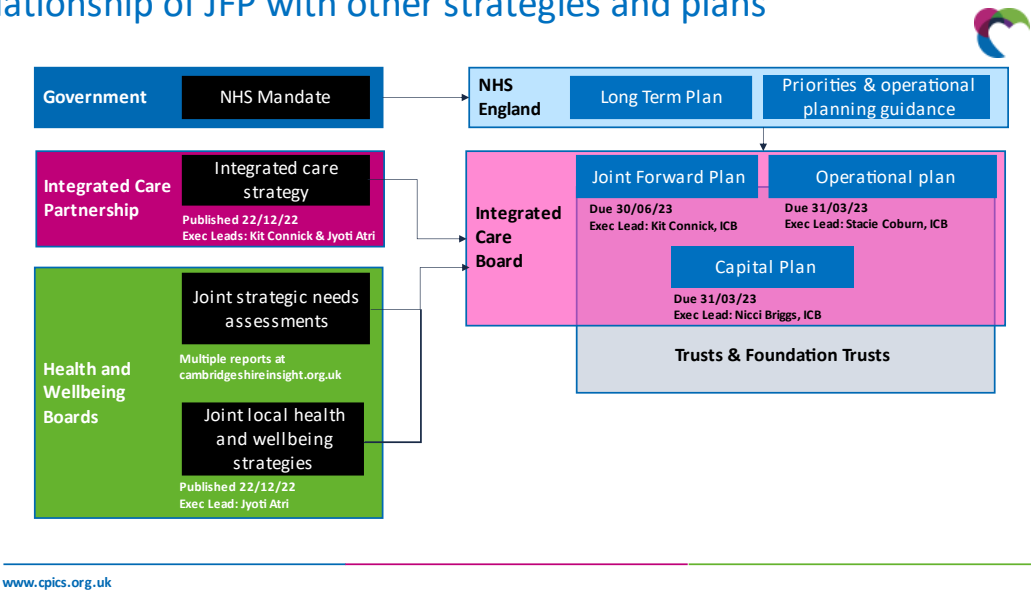 ationship of JFP with other strategies and plans
Government
NHS Mandate
NHS
England
Long Term Plan
Priorities & operational
planning guidance
Integrated Care
Partnership
Integrated care
strategy
Published 22/12/22
Exec Leads: Kit Connick & Jyoti Atri
Integrated
Care
Board
Joint Forward Plan
Due 30/06/23
Exec Lead: Kit Connick, ICB
Operational plan
Due 31/03/23
Exec Lead: Stacie Coburn, ICB
Capital Plan
Due 31/03/23
Exec Lead: Nicci Briggs, ICB
Trusts & Foundation Trusts
Health and
Wellbeing
Boards
Joint strategic needs
assessments
Multiple reports at
cambridgeshireinsight.org.uk
Joint local health
and wellbeing
strategies
Published 22/12/22
Exec Lead: Jyoti Atri
www.cpics.org.uk